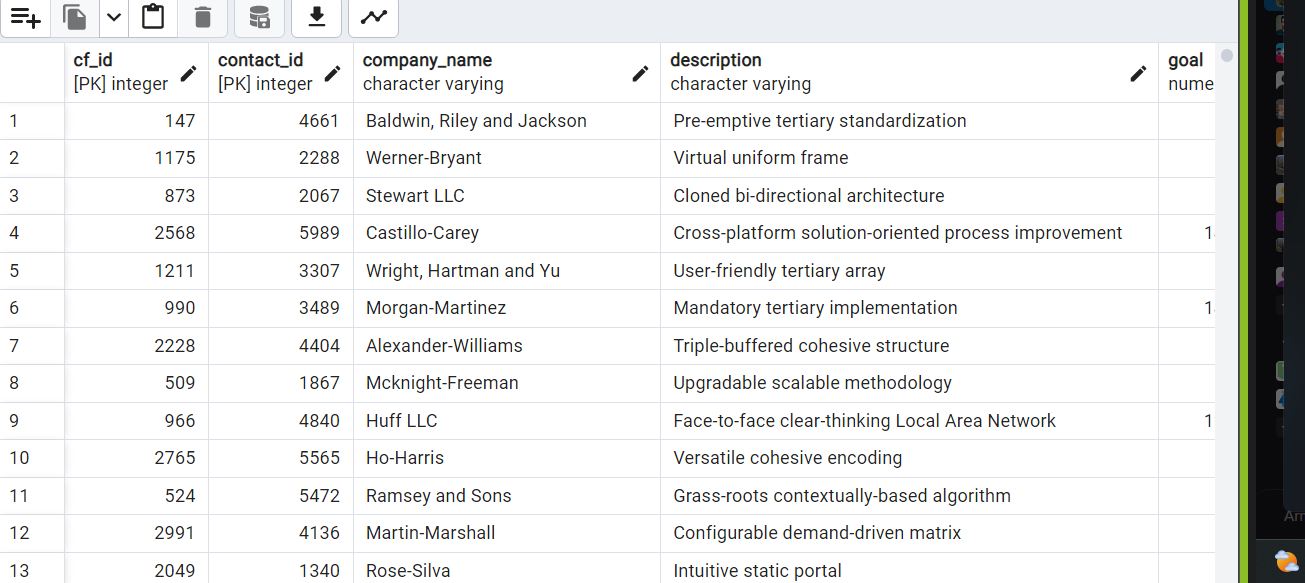 cf_id contact_id company_name description goal
[PK] integer [PK] integer character varying character varying nume
1 147 4661 Baldwin, Riley and Jackson Pre-emptive tertiary standardization
2 1175 2288 Werner-Bryant Virtual uniform frame
3 873 2067 Stewart LLC Cloned bi-directional architecture
4 2568 5989 Castillo-Carey Cross-platform solution-oriented process improvement 1
5 1211 3307 Wright, Hartman and Yu User-friendly tertiary array
6 990 3489 Morgan-Martinez Mandatory tertiary implementation 1
7 2228 4404 Alexander-Williams Triple-buffered cohesive structure
8 509 1867 Mcknight-Freeman Upgradable scalable methodology
9 966 4840 Huff LLC Face-to-face clear-thinking Local Area Network 1
10 2765 5565 Ho-Harris Versatile cohesive encoding
11 524 5472 Ramsey and Sons Grass-roots contextually-based algorithm
12 2991 4136 Martin-Marshall Configurable demand-driven matrix
13 2049 1340 Rose-Silva Intuitive static portal